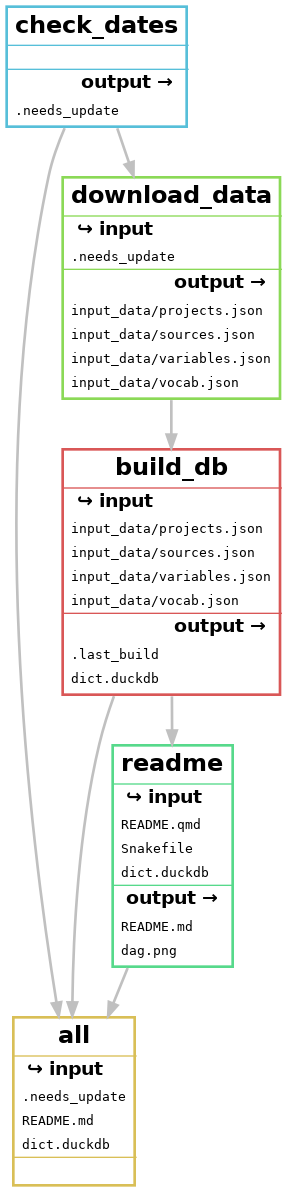 check_dates
output →
.needs_update
download_data
↪ input
.needs_update
output →
input_data/projects.json
input_data/sources.json
input_data/variables.json
input_data/vocab.json
build_db
↪ input
input_data/projects.json
input_data/sources.json
input_data/variables.json
input_data/vocab.json
output →
.last_build
dict.duckdb
readme
↪ input
README.qmd
Snakefile
dict.duckdb
output →
README.md
dag.png
all
↪ input
.needs_update
README.md
dict.duckdb